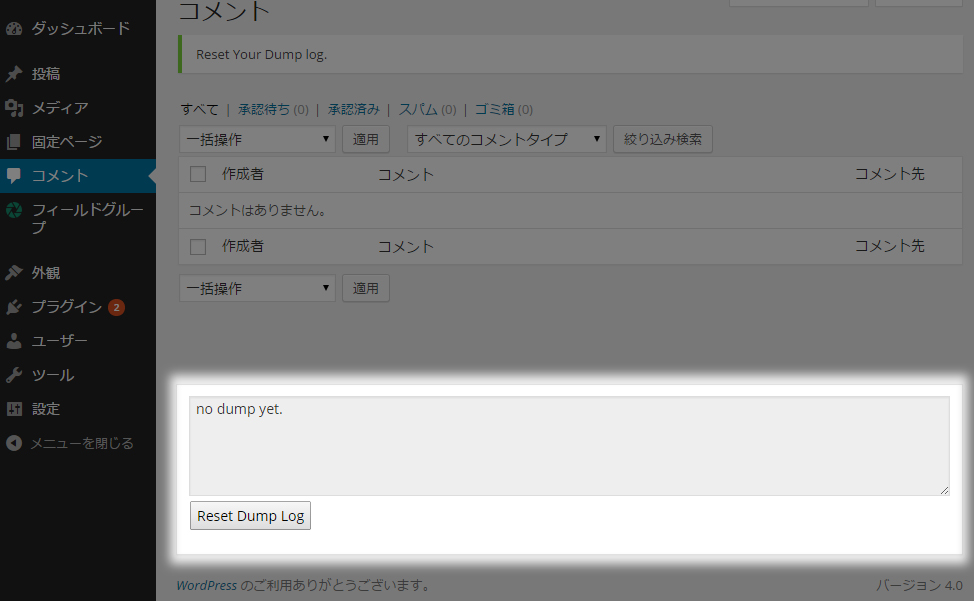 コメント
Reset Your Dump log.
すべて | 承認待ち (0) | 承認済み | スパム (0) | ゴミ箱 (0)
一括操作 適用 すべてのコメントタイプ 絞り込み検索
作成者 コメント コメント先
コメントはありません。
作成者 コメント コメント先
一括操作 適用
no dump yet.
Reset Dump Log
WordPress のご利用ありがとうございます。 バージョン 4.0
ダッシュボード
投稿
メディア
固定ページ
コメント
フィールドグルー
プ
外観
プラグイン 2
ユーザー
ツール
設定
メニューを閉じる